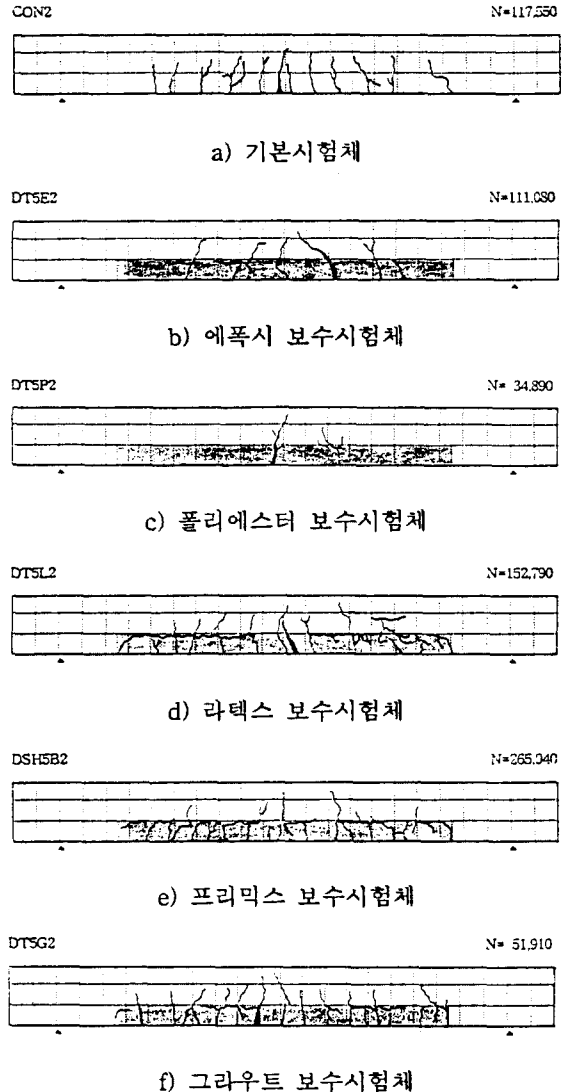 CON2 N=117,550
a) 기본시험체
DT5E2 N=111,080
b) 에폭시 보수시험체
DT5P2 N= 34,890
c) 폴리에스터 보수시험체
DT5L2 N=152,790
d) 라텍스 보수시험체
DSH5B2 N=265,040
e) 프리믹스 보수시험체
DT5G2 N= 51,910
f) 그라우트 보수시험체